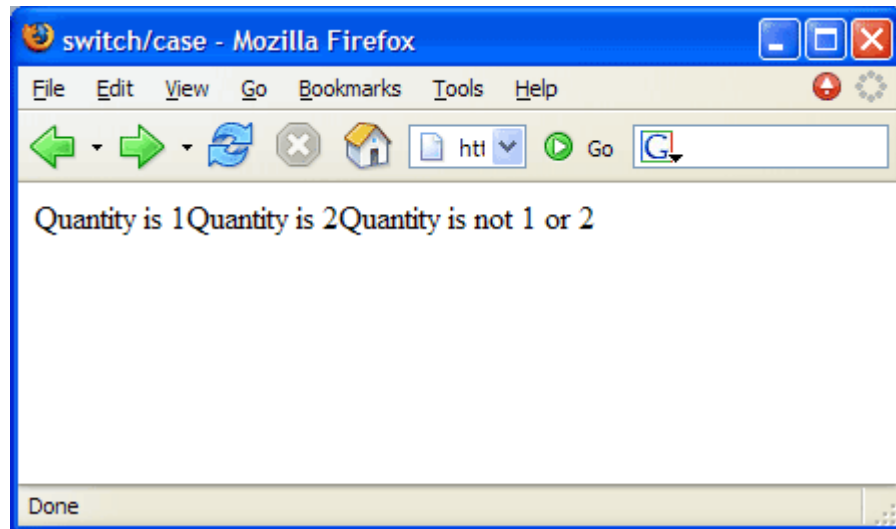 switch/case - Mozilla Firefox
File Edit View Go Bookmarks Tools Help
htt Go G
Quantity is 1Quantity is 2Quantity is not 1 or 2
Done